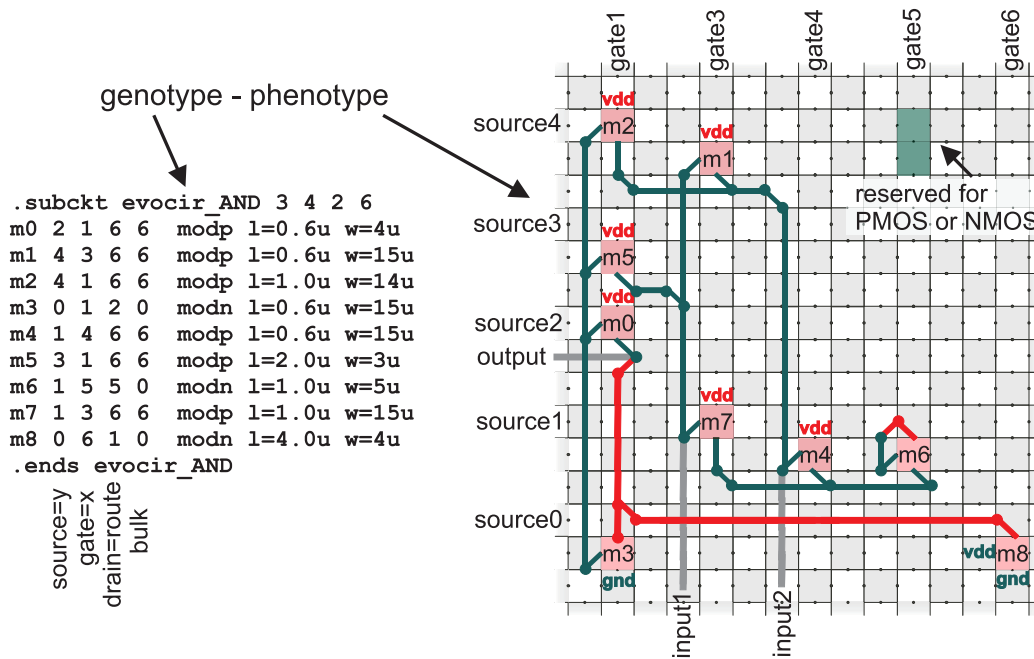 genotype - phenotype
.subckt evocir_AND 3 4 2 6
m0 2 1 6 6 modp l=0.6u w=4u
m1 4 3 6 6 modp l=0.6u w=15u
m2 4 1 6 6 modp l=1.0u w=14u
m3 0 1 2 0 modn l=0.6u w=15u
m4 1 4 6 6 modp l=0.6u w=15u
m5 3 1 6 6 modp l=2.0u w=3u
m6 1 5 5 0 modn l=1.0u w=5u
m7 1 3 6 6 modp l=1.0u w=15u
m8 0 6 1 0 modn l=4.0u w=4u
.ends evocir_AND
source=y
gate=x
drain=route
bulk
gate1
gate3
gate4
gate5
gate6
vdd
source4
m2
vdd
m1
reserved for
PMOS or NMOS
source3
vdd
m5
vdd
source2
m0
output
vdd
source1
m7
vdd
m4
m6
source0
m3
gnd
vdd
m8
gnd
input1
input2